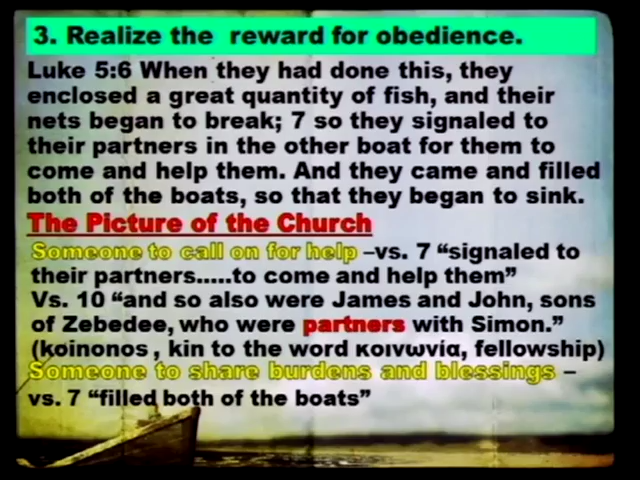 3. Realize the  reward for obedience.
Luke 5:6 When they had done this, they
enclosed a great quantity of fish, and their
nets began to break; 7 so they signaled to
their partners in the other boat for them to
come and help them. And they came and filled
both of the boats, so that they began to sink.
The Picture of the Church
Someone to call on for help –vs. 7 “signaled to
their partners.....to come and help them”
Vs. 10 “and so also were James and John, sons
of Zebedee, who were partners with Simon.”
(koinonos , kin to the word κοινωνία, fellowship)
Someone to share burdens and blessings –
vs. 7 “filled both of the boats”